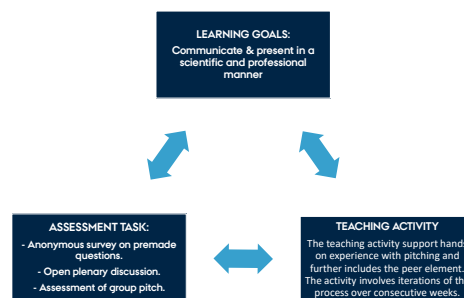 LEARNING GOALS:
Communicate & present in a
scientific and professional
manner
ASSESSMENT TASK:
- Anonymous survey on premade
questions.
- Open plenary discussion.
- Assessment of group pitch.
TEACHING ACTIVITY
The teaching activity support hands
on experience with pitching and
further includes the peer element.
The activity involves iterations of the
process over consecutive weeks.